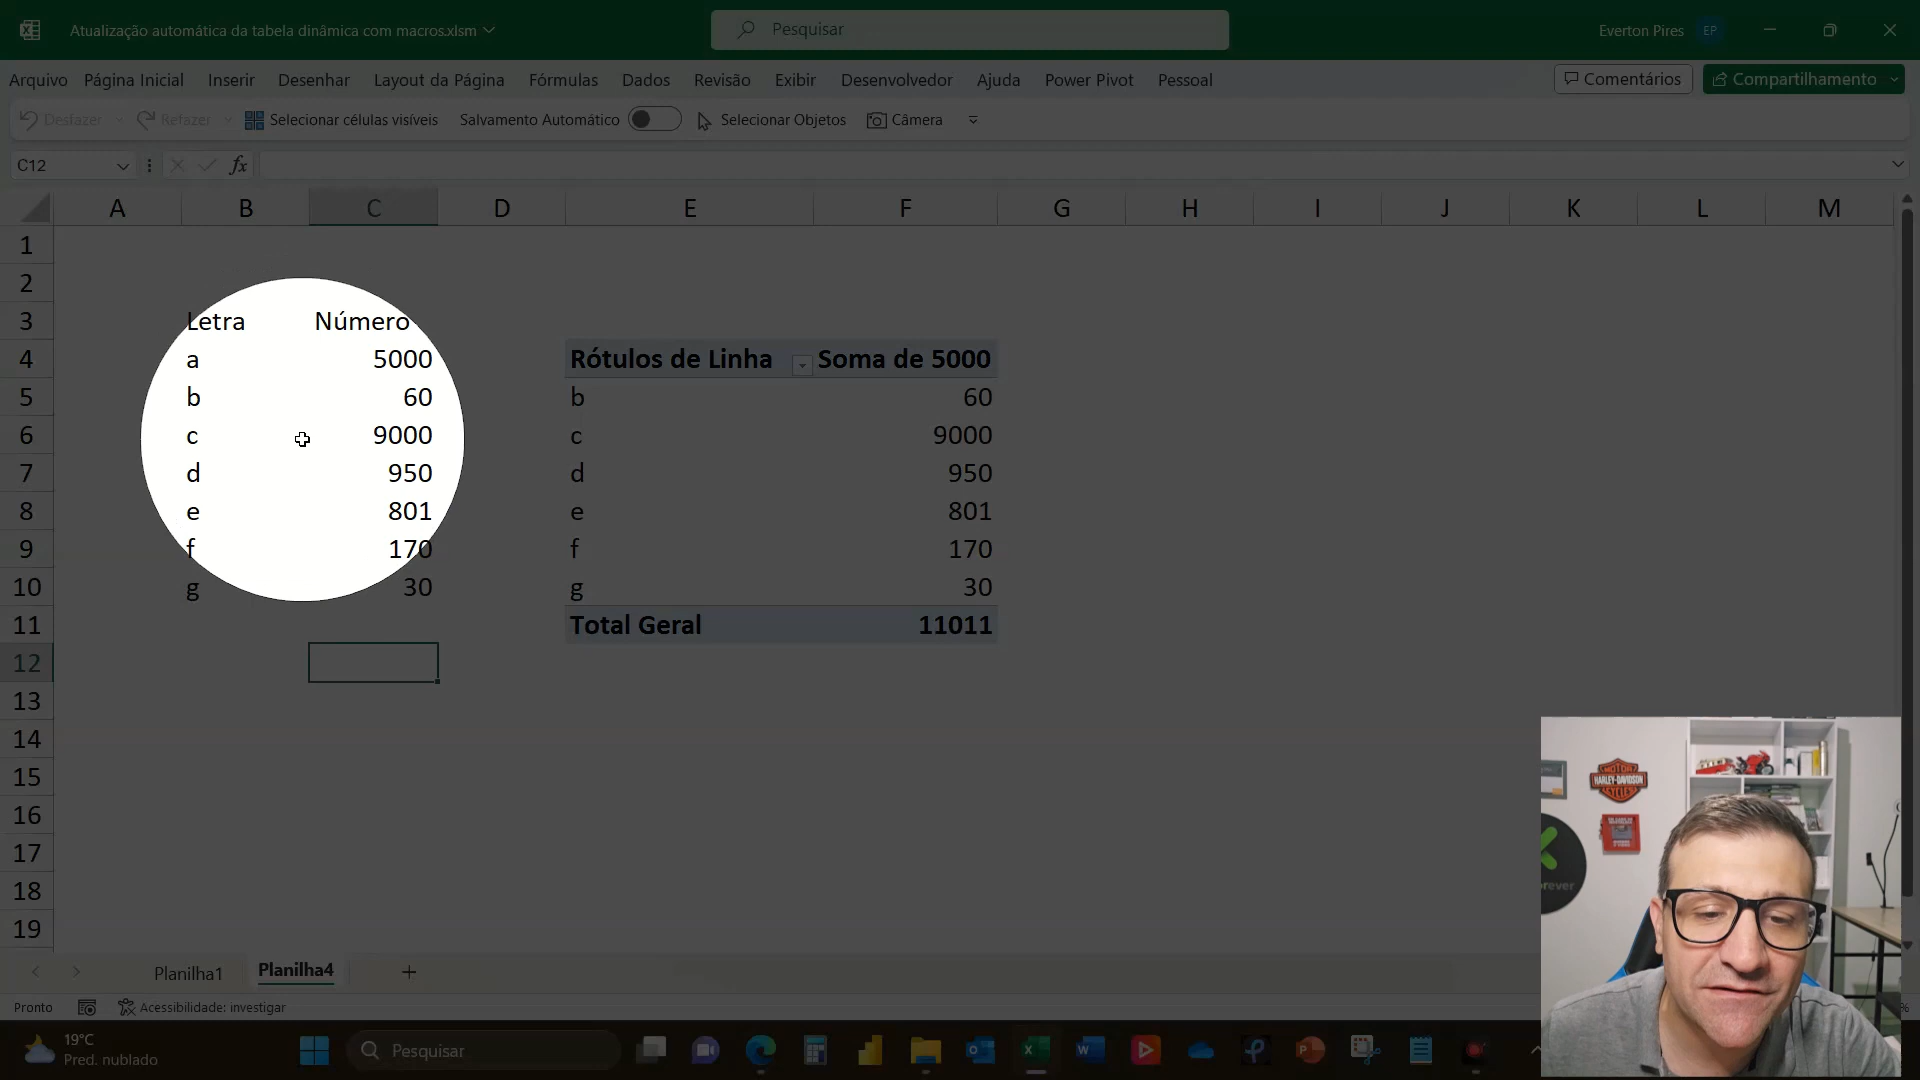 Atualização automática da tabela dinâmica com macros.xlsm
Pesquisar
Everton Pires EP
Arquivo Página Inicial Inserir Desenhar Layout da Página Fórmulas Dados Revisão Exibir Desenvolvedor Ajuda Power Pivot Pessoal Comentários Compartilhamento
Desfazer Refazer Selecionar células visíveis Salvamento Automático Selecionar Objetos Câmera
C12 fx
A B C D E F G H I J K L M
1
2
3 Letra Número
4 a 5000 Rótulos de Linha Soma de 5000
5 b 60 b 60
6 c 9000 c 9000
7 d 950 d 950
8 e 801 e 801
9 f 170 f 170
10 g 30 g 30
11 Total Geral 11011
12
13
14
15
16
17
18
19
MOTOR
HARLEY-DAVIDSON
CYCLES
Planilha1 Planilha4
Pronto Acessibilidade: investigar %
19°C
Pred. nublado
Pesquisar